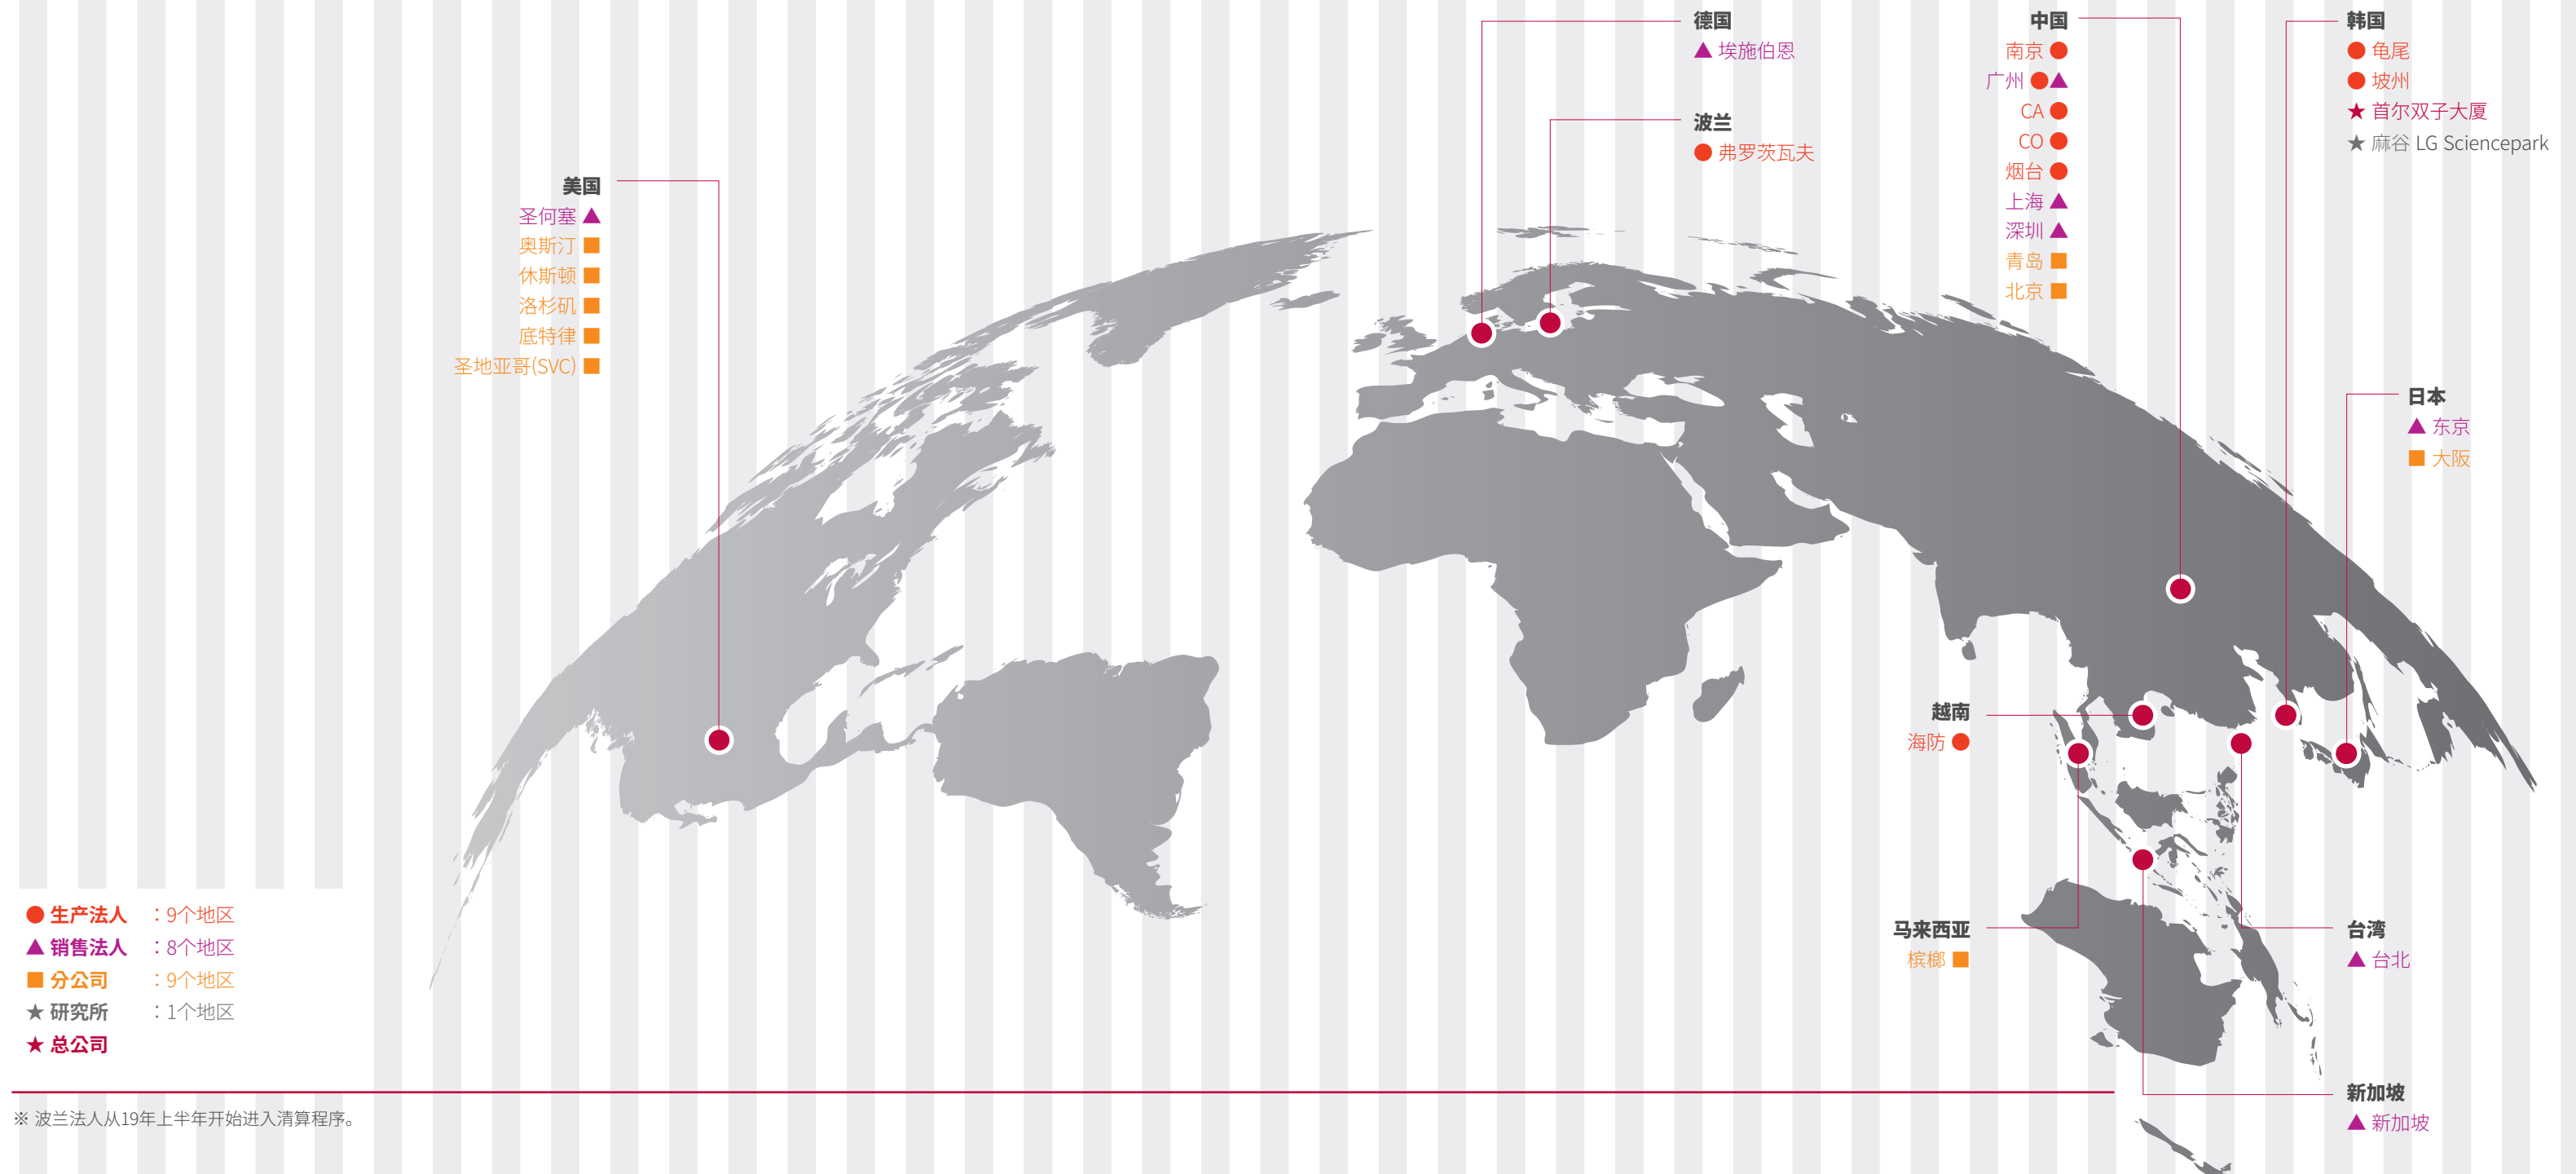 美国
圣何塞
奥斯汀
休斯顿
洛杉矶
底特律
圣地亚哥(SVC)
德国
埃施伯恩
波兰
弗罗茨瓦夫
中国
南京
广州
CA
CO
烟台
上海
深圳
青岛
北京
韩国
龟尾
坡州
首尔双子大厦
麻谷 LG Sciencepark
日本
东京
大阪
越南
海防
马来西亚
槟榔
台湾
台北
新加坡
新加坡
生产法人 : 9个地区
销售法人 : 8个地区
分公司 : 9个地区
研究所 : 1个地区
总公司
※ 波兰法人从19年上半年开始进入清算程序。